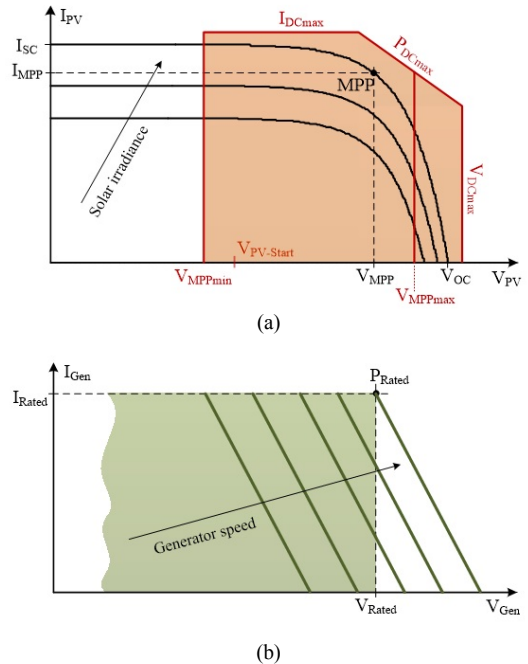 I_PV
I_DCmax
I_SC
P_DCmax
I_MPP
MPP
Solar irradiance
V_DCmax
V_PV-Start
V_MPPmin
V_MPP
V_OC
V_PV
V_MPPmax
(a)
I_Gen
P_Rated
I_Rated
Generator speed
V_Rated
V_Gen
(b)